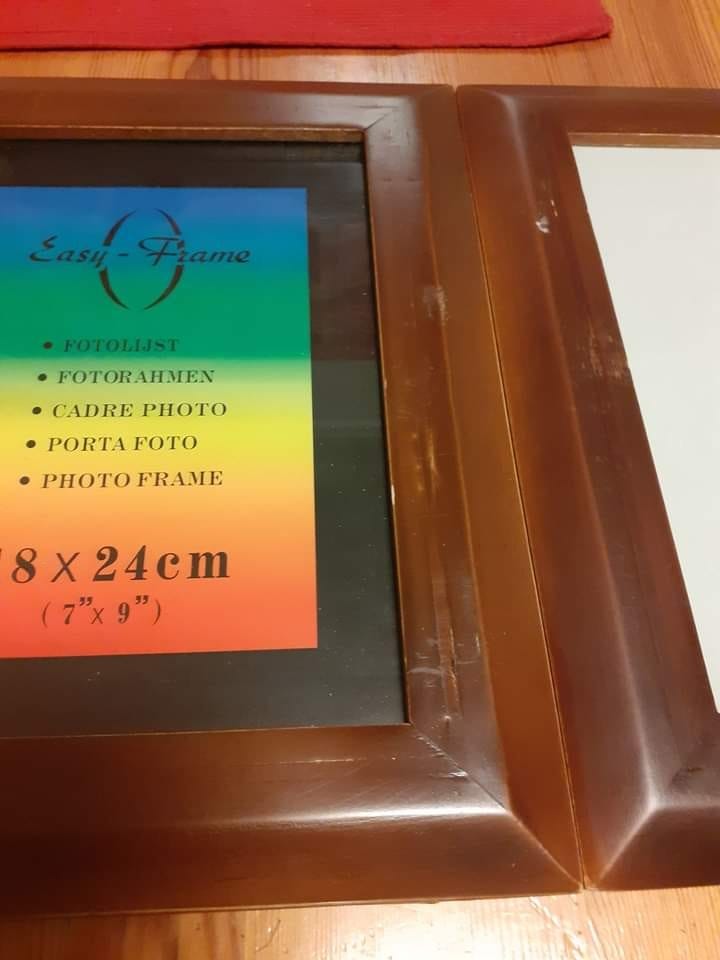 Easy-Frame
• FOTOLIJST
• FOTORAHMEN
• CADRE PHOTO
• PORTA FOTO
• PHOTO FRAME
8 X 24cm
(7”x 9”)